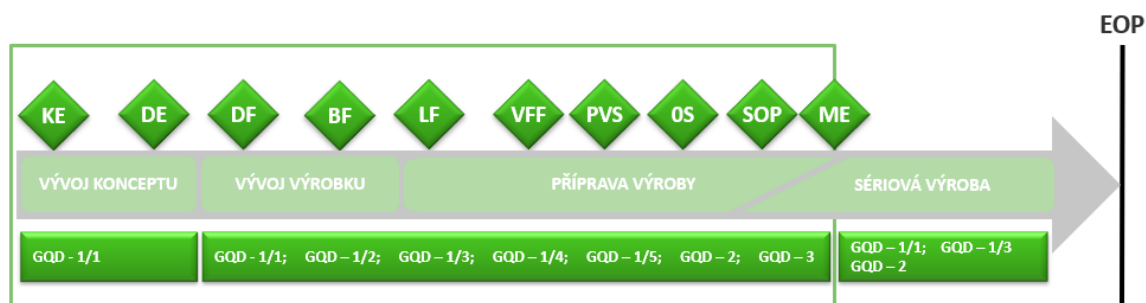 EOP
KE DE DF BF LF VFF PVS 0S SOP ME
VÝVOJ KONCEPTU VÝVOJ VÝROBKU PŘÍPRAVA VÝROBY SÉRIOVÁ VÝROBA
GQD - 1/1
GQD - 1/1; GQD – 1/2; GQD – 1/3; GQD – 1/4; GQD – 1/5; GQD – 2; GQD – 3
GQD – 1/1; GQD – 1/3
GQD – 2